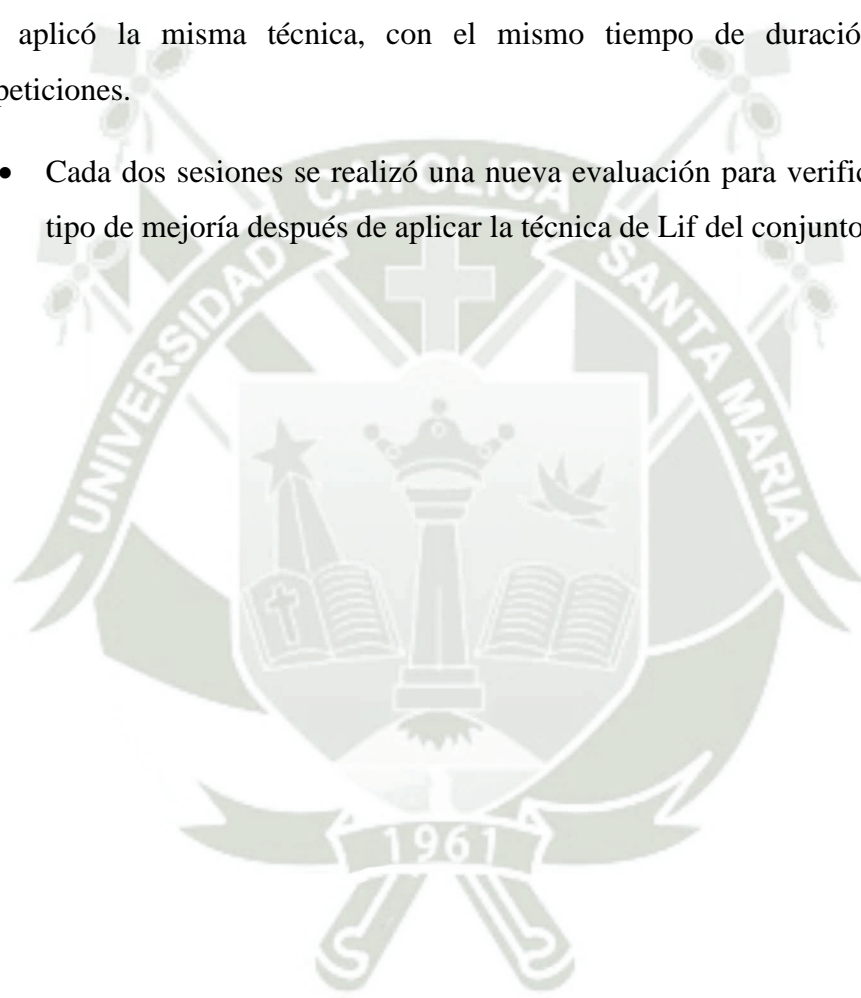 aplicó la misma técnica, con el mismo tiempo de duració
peticiones.
• Cada dos sesiones se realizó una nueva evaluación para verific
tipo de mejoría después de aplicar la técnica de Lif del conjunto
UNIVERSIDAD CATOLICA SANTA MARIA
1961